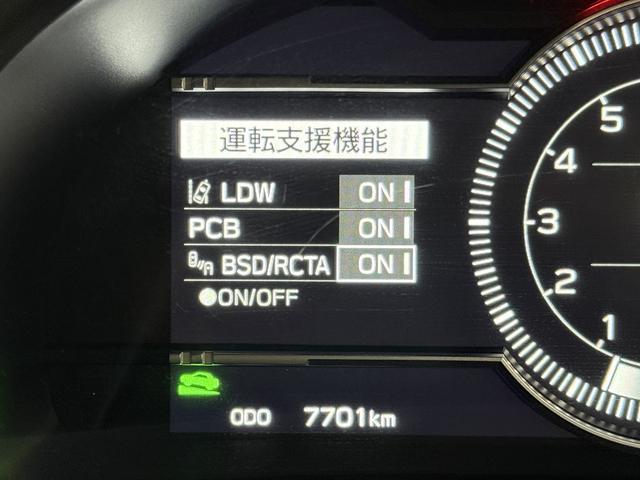 運転支援機能
LDW ON
PCB ON
BSD/RCTA ON
●ON/OFF
ODO 7701km
5
4
3
2
1